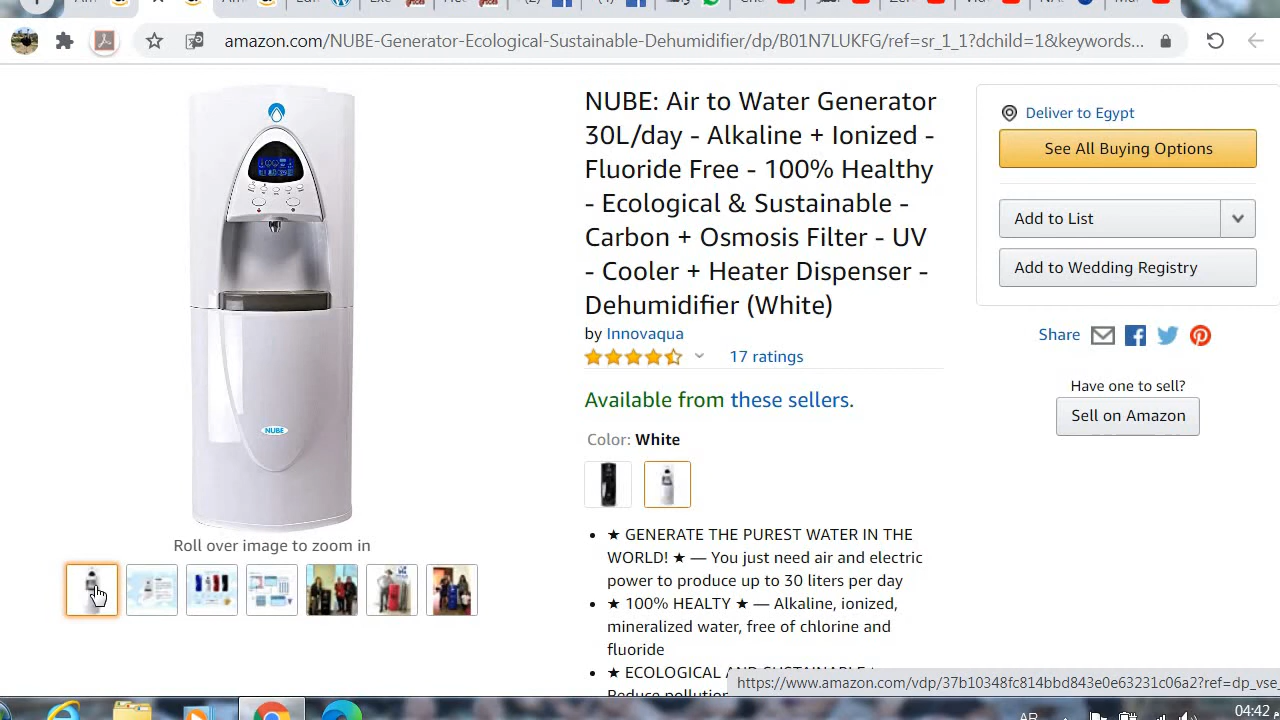 amazon.com/NUBE-Generator-Ecological-Sustainable-Dehumidifier/dp/B01N7LUKFG/ref=sr_1_1?dchild=1&keywords...
NUBE: Air to Water Generator
30L/day - Alkaline + Ionized -
Fluoride Free - 100% Healthy
- Ecological & Sustainable -
Carbon + Osmosis Filter - UV
- Cooler + Heater Dispenser -
Dehumidifier (White)
by Innovaqua
17 ratings
Available from these sellers.
Color: White
• ★ GENERATE THE PUREST WATER IN THE
WORLD! ★ — You just need air and electric
power to produce up to 30 liters per day
• ★ 100% HEALTY ★ — Alkaline, ionized,
mineralized water, free of chlorine and
fluoride
• ★ ECOLOGICAL AND SUSTAINABLE
Reduce pollution
NUBE
Roll over image to zoom in
Deliver to Egypt
See All Buying Options
Add to List
Add to Wedding Registry
Share
Have one to sell?
Sell on Amazon
https://www.amazon.com/vdp/37b10348fc814bbd843e0e63231c06a2?ref=dp_vse_
AR
04:42